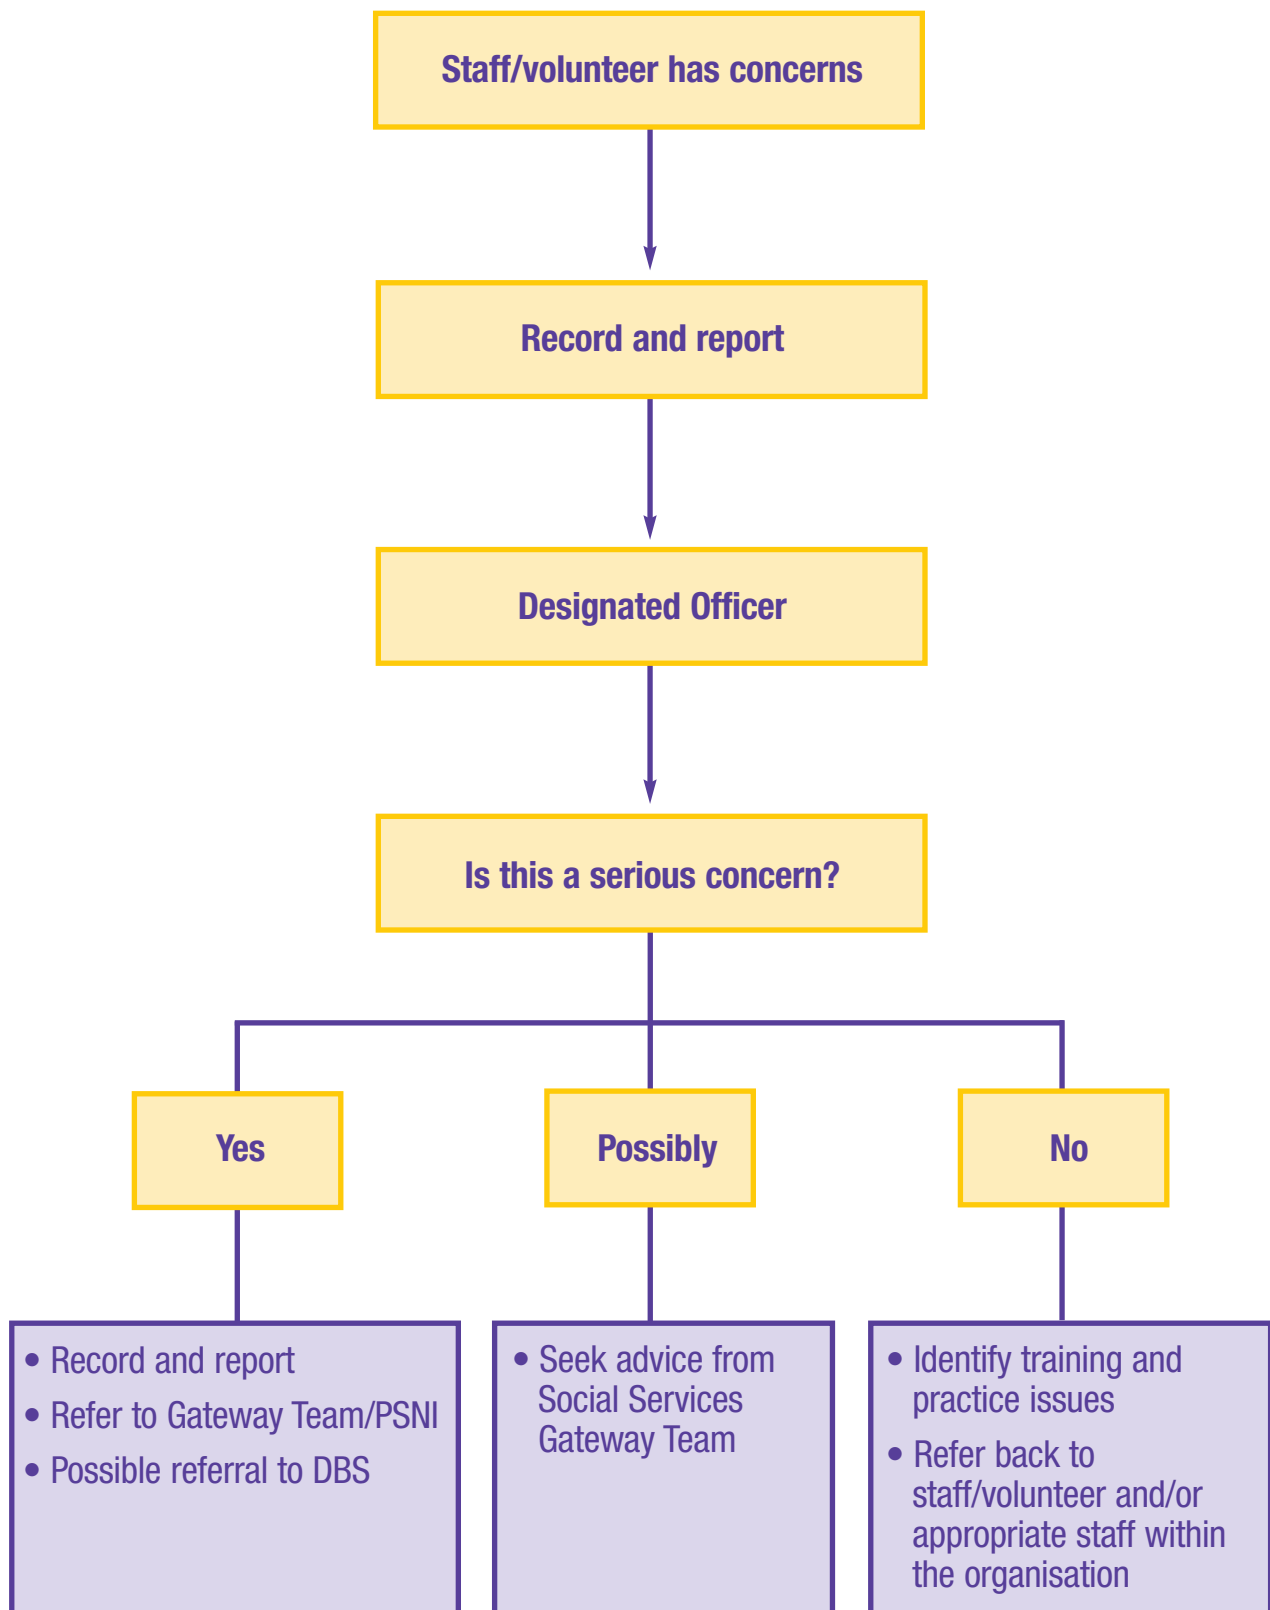 Staff/volunteer has concerns
Record and report
Designated Officer
Is this a serious concern?
Yes
Possibly
No
• Record and report
• Refer to Gateway Team/PSNI
• Possible referral to DBS
• Seek advice from
Social Services
Gateway Team
• Identify training and
practice issues
• Refer back to
staff/volunteer and/or
appropriate staff within
the organisation